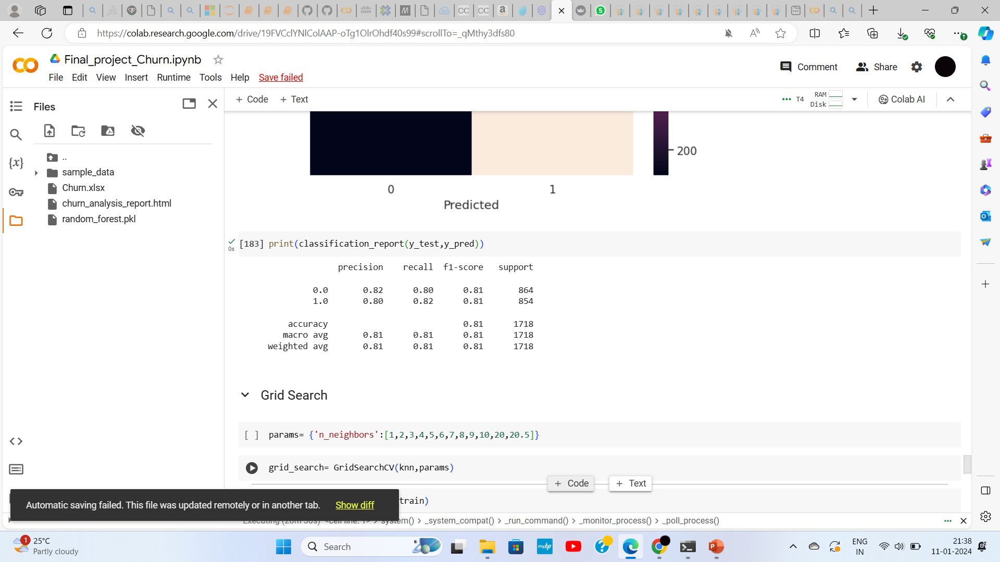 https://colab.research.google.com/drive/19FVCclYNlColAAP-oTg1OlrOhdf40s99#scrollTo=_qMthy3dfs80
Final_project_Churn.ipynb
Comment
Share
File Edit View Insert Runtime Tools Help Save failed
Files
+ Code + Text
T4
RAM
Disk
Colab AI
..
sample_data
Churn.xlsx
churn_analysis_report.html
random_forest.pkl
200
0 1
Predicted
0s
[183] print(classification_report(y_test,y_pred))
precision recall f1-score support
0.0 0.82 0.80 0.81 864
1.0 0.80 0.82 0.81 854
accuracy 0.81 1718
macro avg 0.81 0.81 0.81 1718
weighted avg 0.81 0.81 0.81 1718
Grid Search
[ ] params= {'n_neighbors':[1,2,3,4,5,6,7,8,9,10,20,20.5]}
grid_search= GridSearchCV(knn,params)
+ Code + Text
train)
Automatic saving failed. This file was updated remotely or in another tab. Show diff
system() > _system_compat() > _run_command() > _monitor_process() > _poll_process()
1
25°C
Partly cloudy
Search
myhp
ENG
IN
21:38
11-01-2024